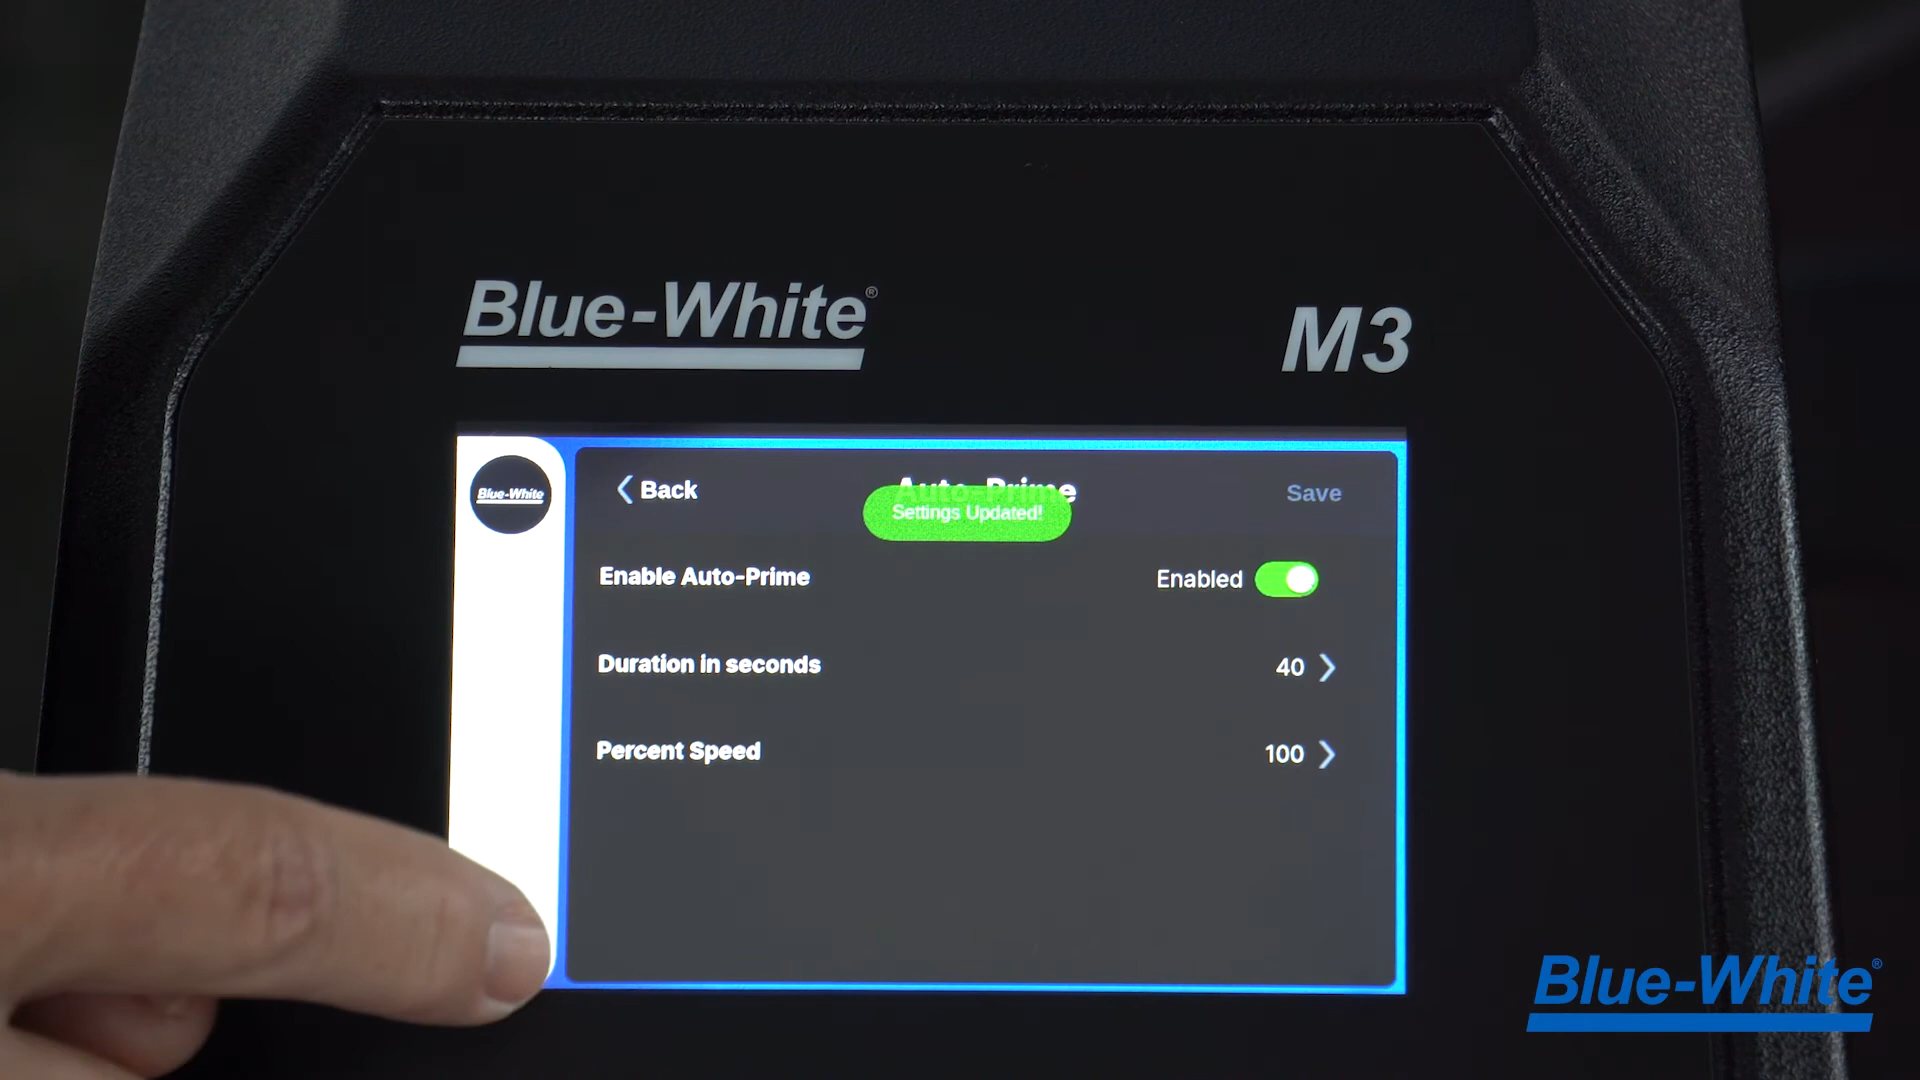 Blue-White®
M3
Blue-White
Back
Auto-Prime
Save
Settings Updated!
Enable Auto-Prime
Enabled
Duration in seconds
40
Percent Speed
100
Blue-White®